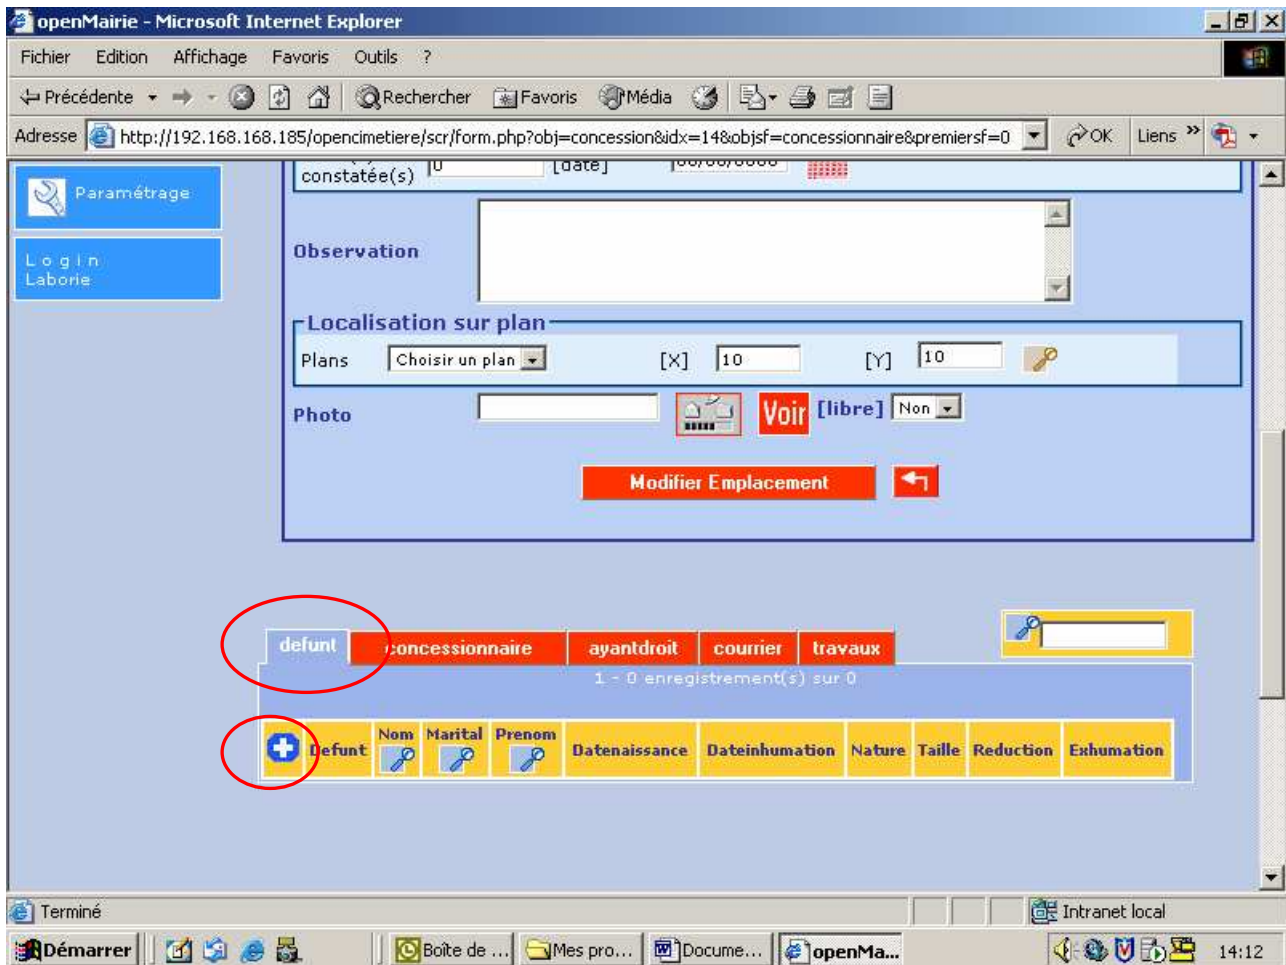 openMairie - Microsoft Internet Explorer
Fichier Edition Affichage Favoris Outils ?
Précédente Rechercher Favoris Média
Adresse http://192.168.168.185/opencimetiere/scr/form.php?obj=concession&idx=14&objsf=concessionnaire&premiersf=0 OK Liens »
Paramétrage
constatée(s) 0 [date] 00/00/0000
Login
Laborie
Observation
Localisation sur plan
Plans Choisir un plan [X] 10 [Y] 10
Photo Voir [libre] Non
Modifier Emplacement
defunt concessionnaire ayantdroit courrier travaux
1 - 0 enregistrement(s) sur 0
Defunt Nom Marital Prenom Datenaissance Dateinhumation Nature Taille Reduction Exhumation
Terminé Intranet local
Démarrer Boîte de ... Mes pro... Docume... openMa... 14:12